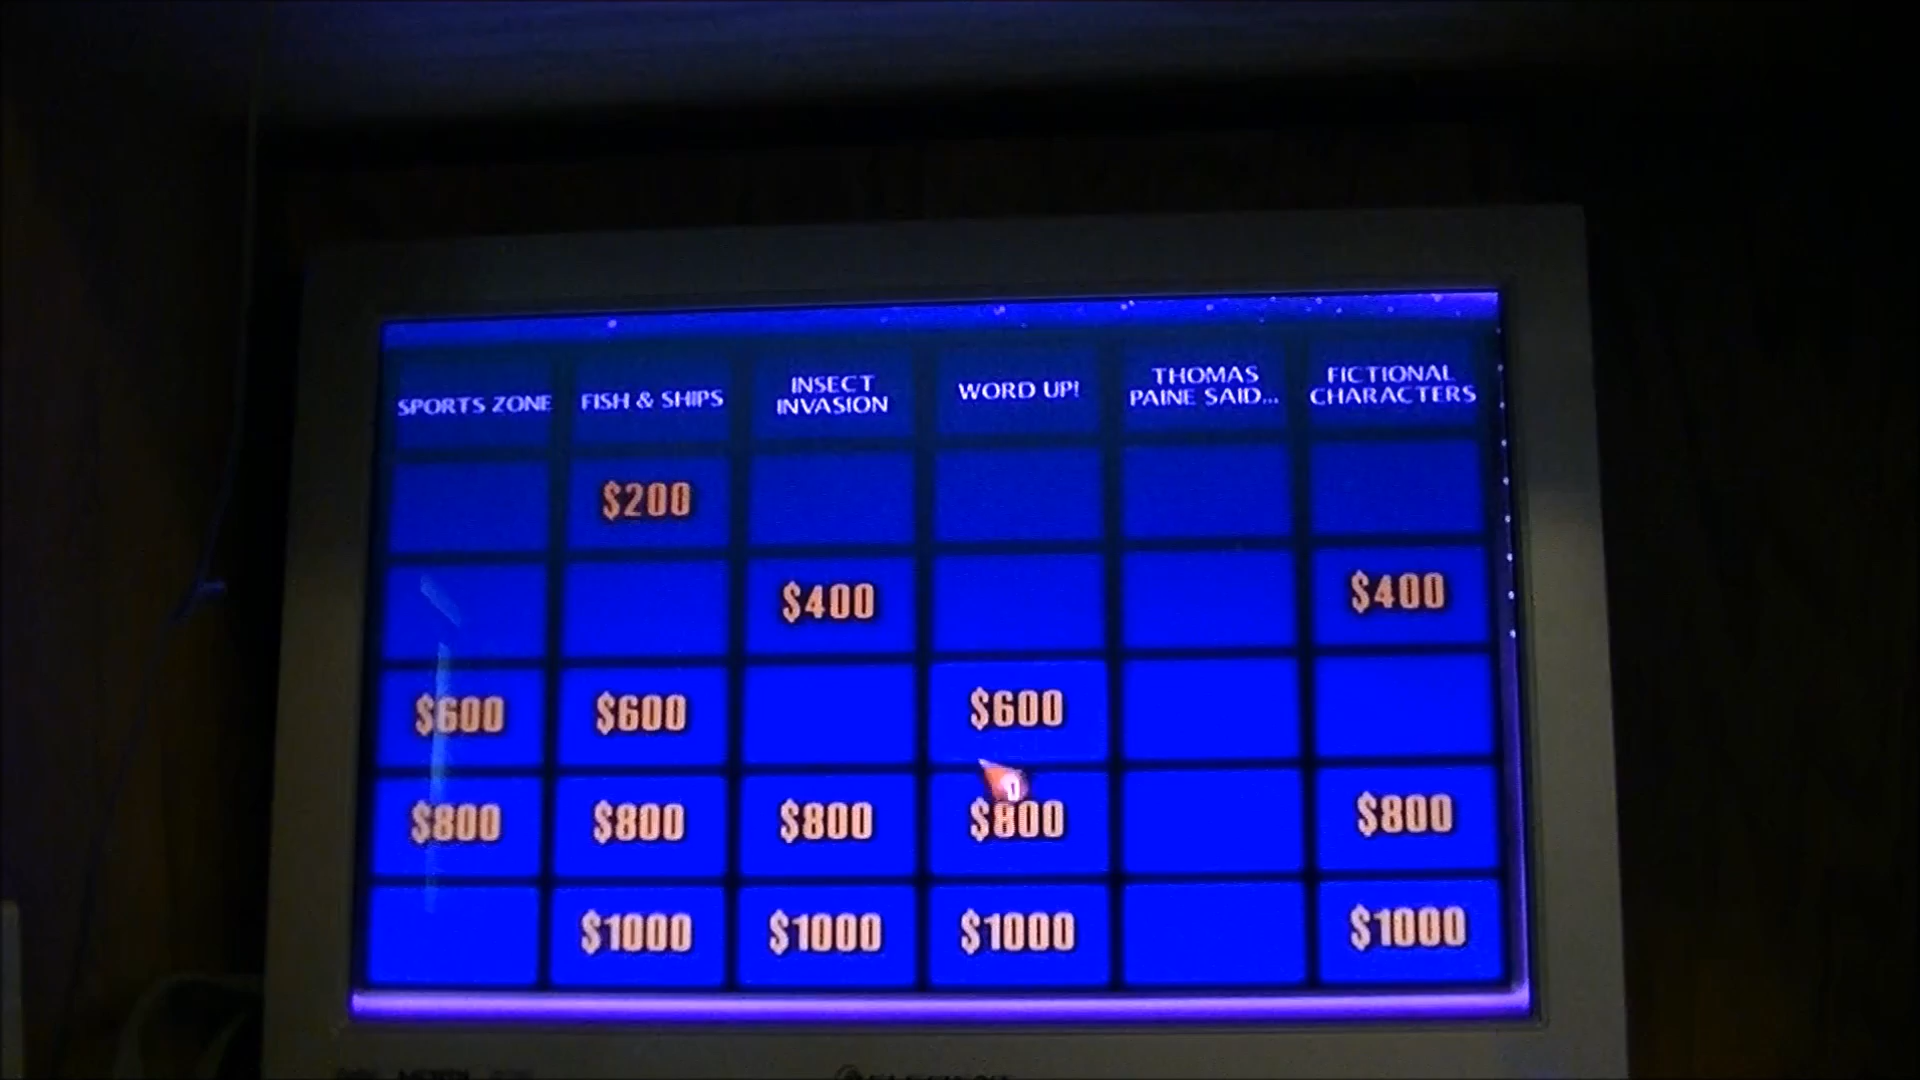 SPORTS ZONE
FISH & SHIPS
INSECT
INVASION
WORD UP!
THOMAS
PAINE SAID...
FICTIONAL
CHARACTERS
$200
$400
$400
$600
$600
$600
$800
$800
$800
$800
$800
$1000
$1000
$1000
$1000